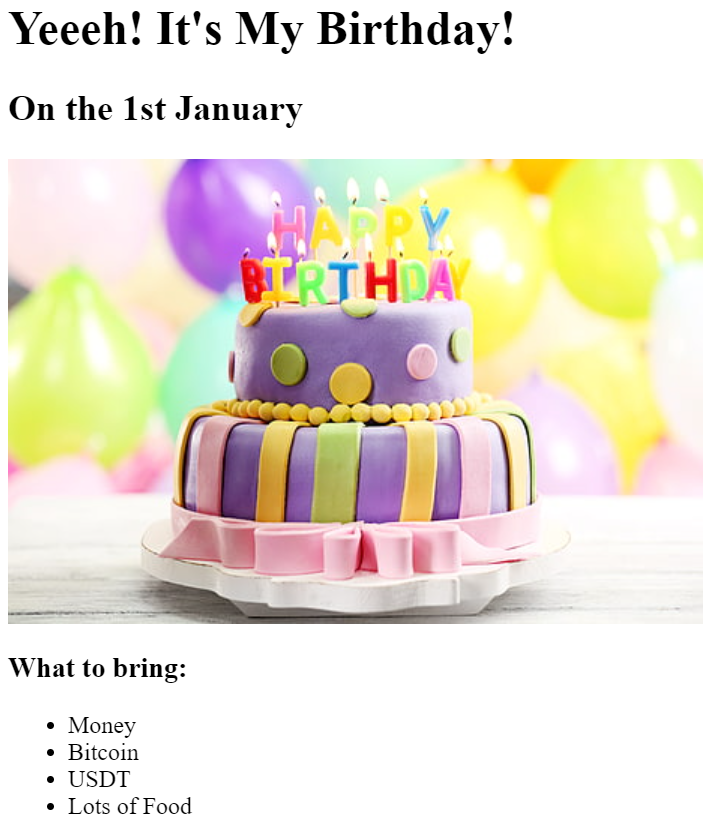 Yeeeh! It's My Birthday!
On the 1st January
HAPPY
BIRTHDAY
What to bring:
Money
Bitcoin
USDT
Lots of Food